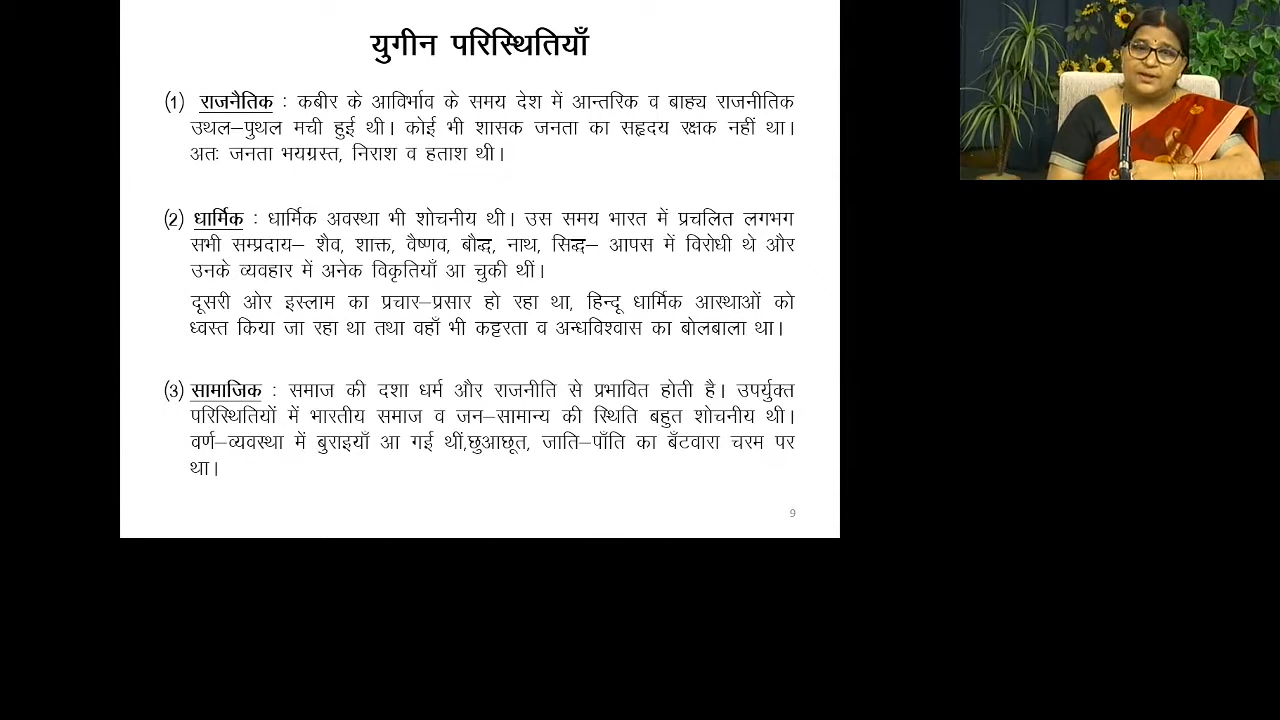 युगीन परिस्थितियाँ
(1) राजनैतिक : कबीर के आविर्भाव के समय देश में आन्तरिक व बाह्य राजनीतिक
उथल–पुथल मची हुई थी। कोई भी शासक जनता का सहृदय रक्षक नहीं था।
अतः जनता भयग्रस्त, निराश व हताश थी।
(2) धार्मिक : धार्मिक अवस्था भी शोचनीय थी। उस समय भारत में प्रचलित लगभग
सभी सम्प्रदाय– शैव, शाक्त, वैष्णव, बौद्ध, नाथ, सिद्ध– आपस में विरोधी थे और
उनके व्यवहार में अनेक विकृतियाँ आ चुकी थीं।
दूसरी ओर इस्लाम का प्रचार–प्रसार हो रहा था, हिन्दू धार्मिक आस्थाओं को
ध्वस्त किया जा रहा था तथा वहाँ भी कट्टरता व अन्धविश्वास का बोलबाला था।
(3) सामाजिक : समाज की दशा धर्म और राजनीति से प्रभावित होती है। उपर्युक्त
परिस्थितियों में भारतीय समाज व जन–सामान्य की स्थिति बहुत शोचनीय थी।
वर्ण–व्यवस्था में बुराइयाँ आ गई थीं,छुआछूत, जाति–पाँति का बँटवारा चरम पर
था।
9